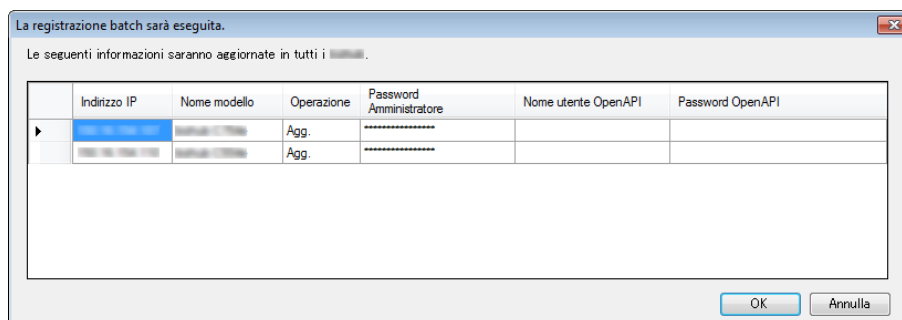 La registrazione batch sarà eseguita.
Le seguenti informazioni saranno aggiornate in tutti i .
Indirizzo IP Nome modello Operazione Password Amministratore Nome utente OpenAPI Password OpenAPI
Agg. ****************
Agg. ****************
OK Annulla